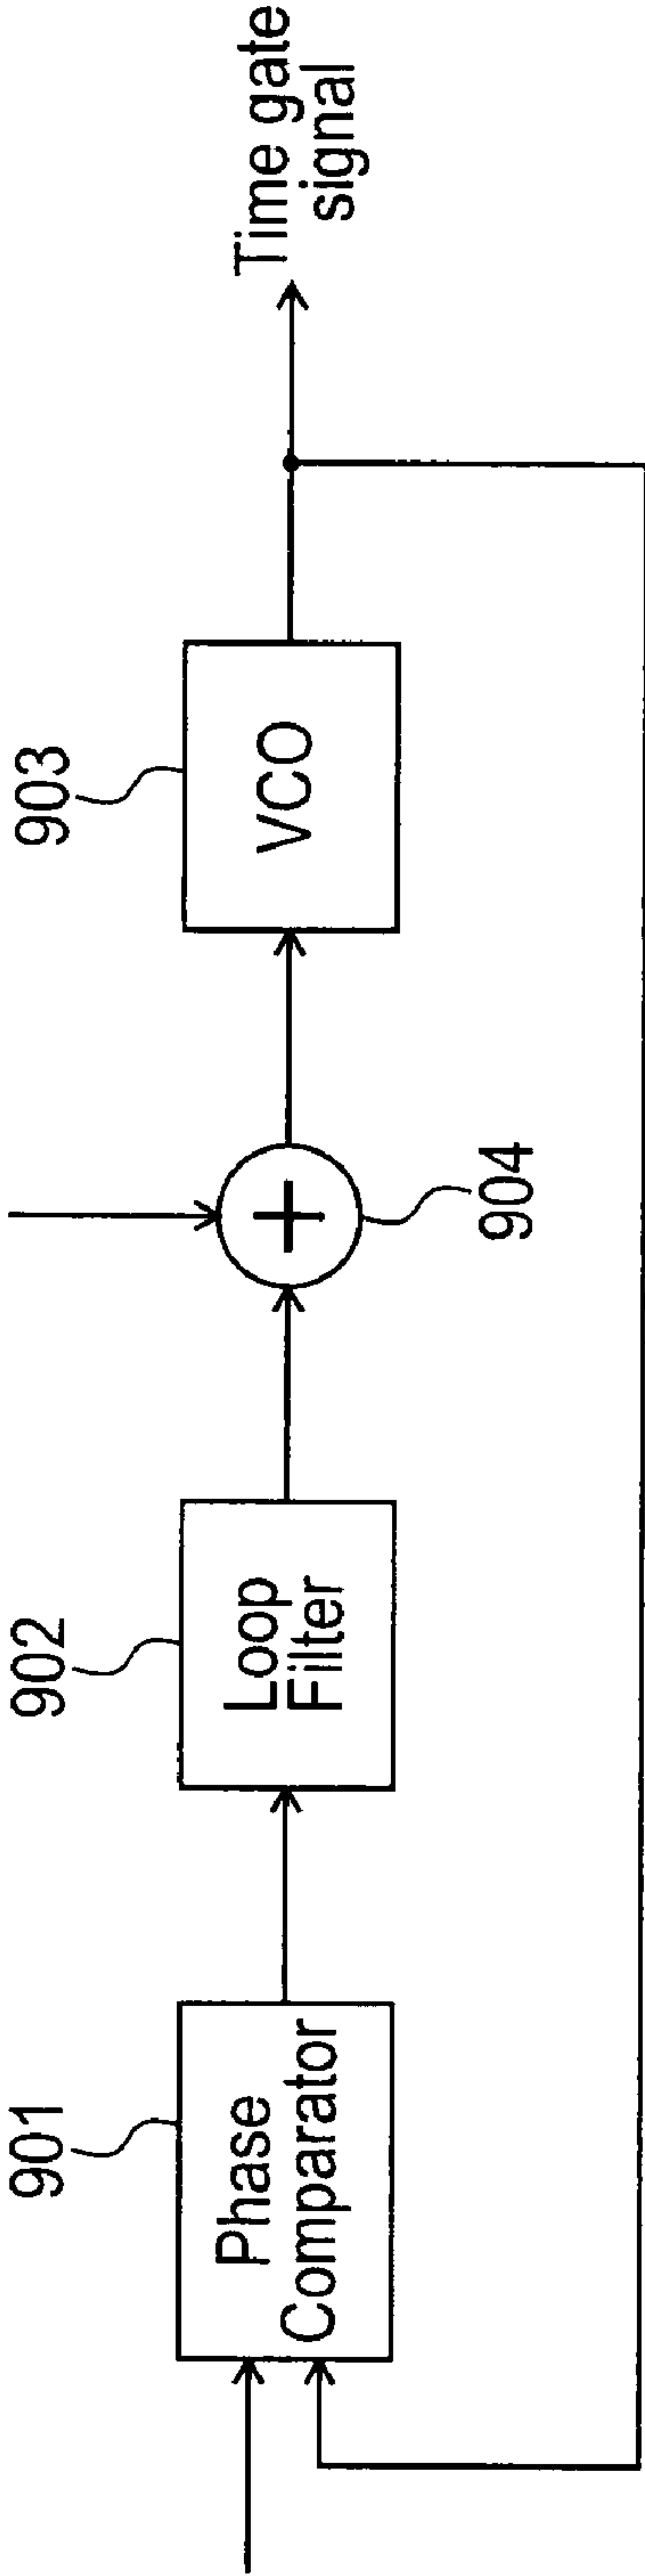 901
Phase
Comparator
902
Loop
Filter
+
904
903
VCO
Time gate
signal